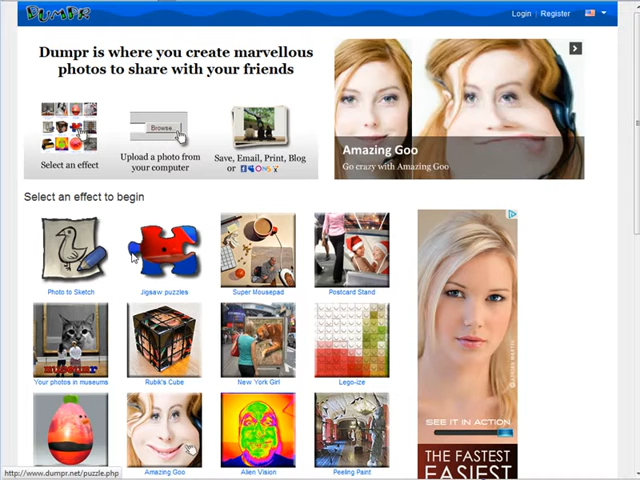 DUMPR
Login | Register
Dumpr is where you create marvellous
photos to share with your friends
Browse...
Select an effect
Upload a photo from
your computer
Save, Email, Print, Blog
or
Amazing Goo
Go crazy with Amazing Goo
Select an effect to begin
Photo to Sketch
Jigsaw puzzles
Super Mousepad
Postcard Stand
museumr
Your photos in museums
Rubik's Cube
New York Girl
Lego-ize
SEE IT IN ACTION
THE FASTEST
EASIEST
Amazing Goo
Alien Vision
Peeling Paint
http://www.dumpr.net/puzzle.php